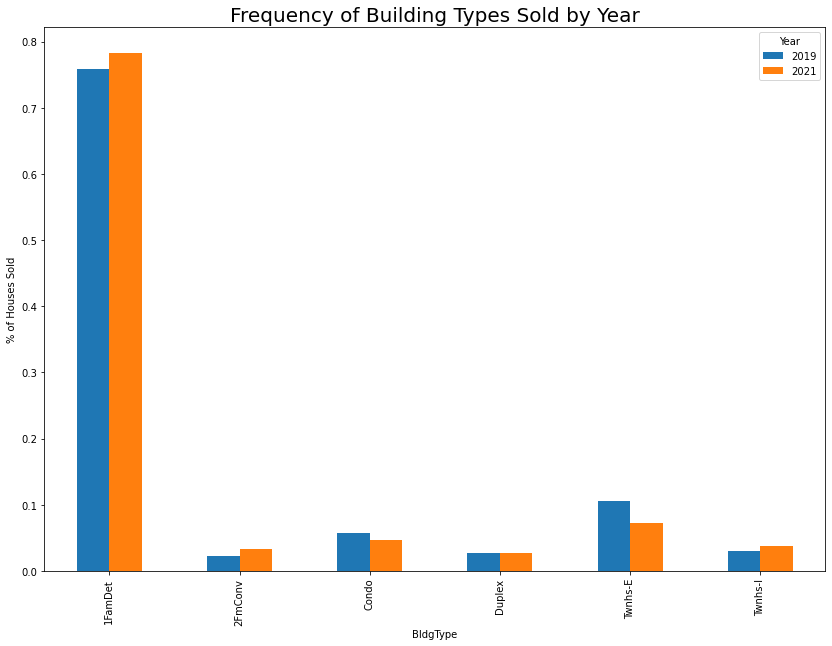 Frequency of Building Types Sold by Year
Year
2019
2021
% of Houses Sold
0.8
0.7
0.6
0.5
0.4
0.3
0.2
0.1
0.0
1FamDet
2FmConv
Condo
Duplex
Twnhs-E
Twnhs-I
BldgType